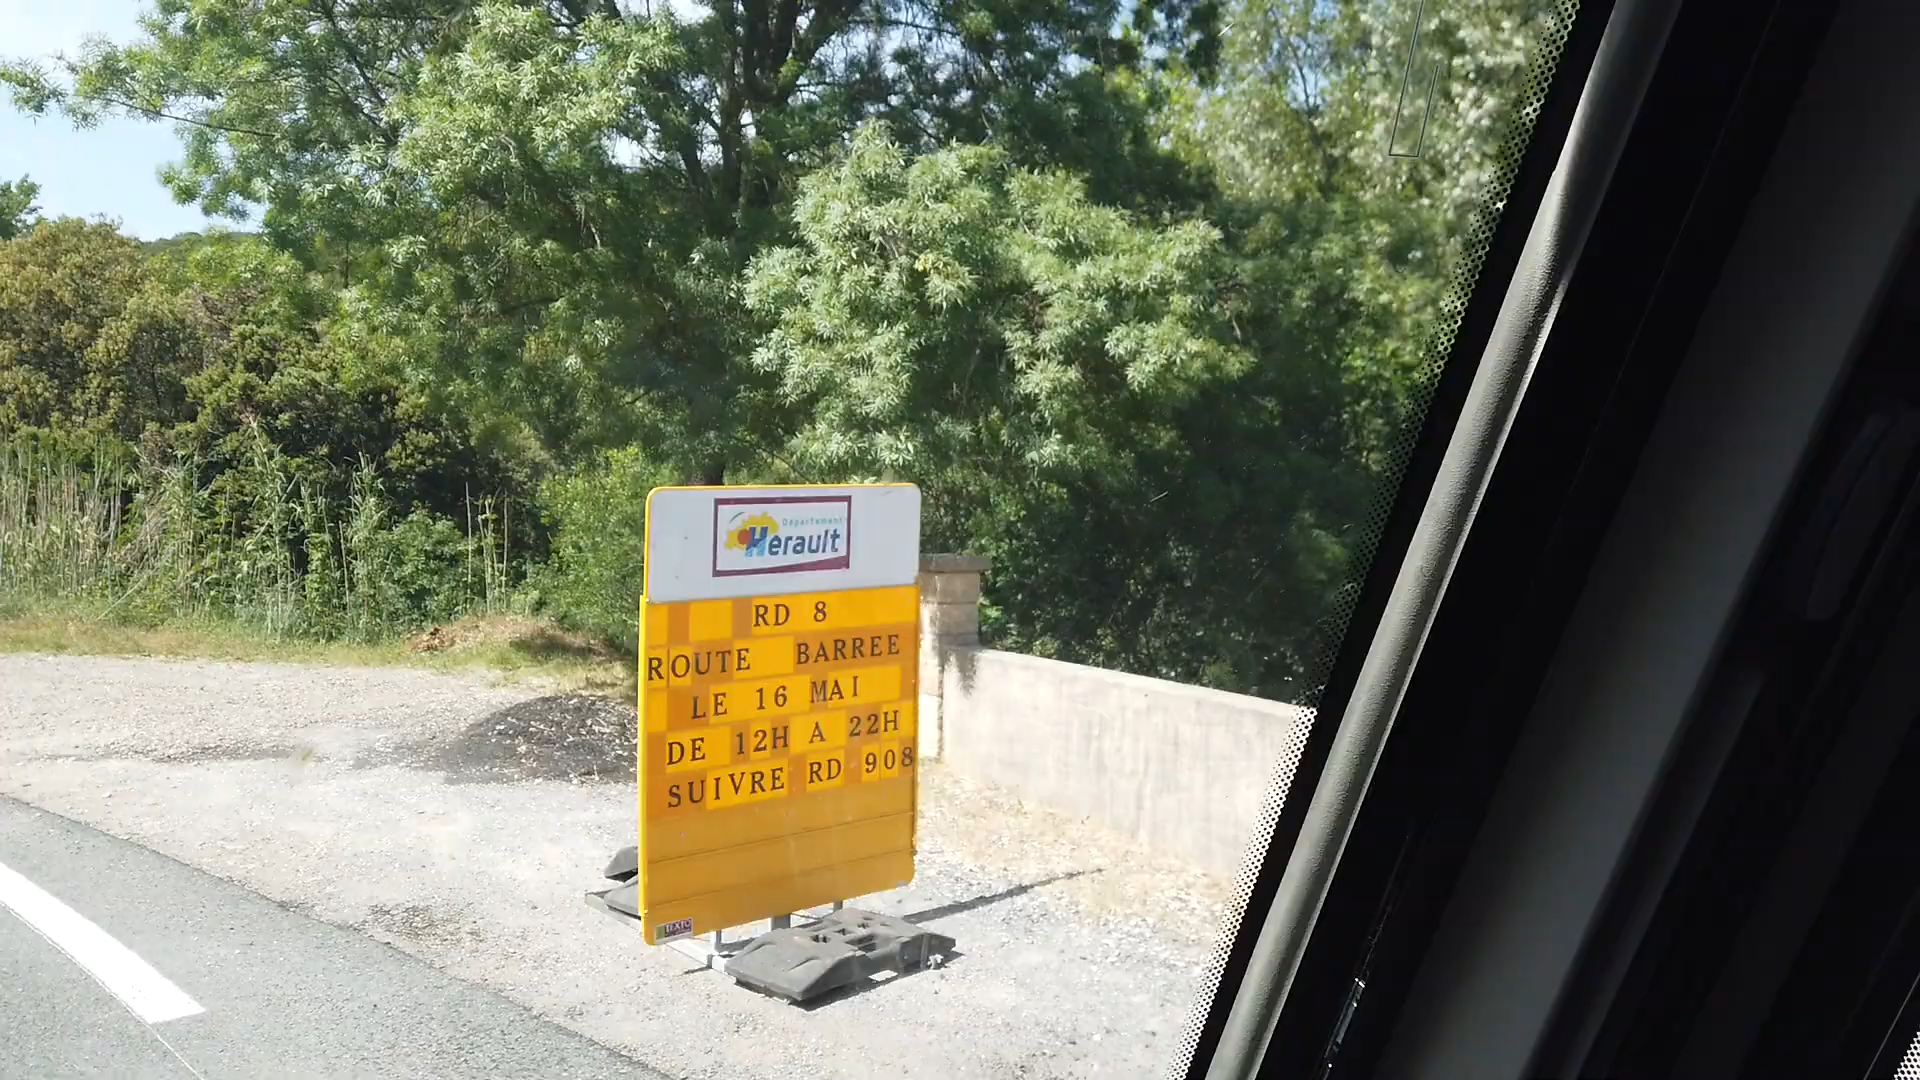 Département
Hérault
RD 8
ROUTE BARREE
LE 16 MAI
DE 12H A 22H
SUIVRE RD 908